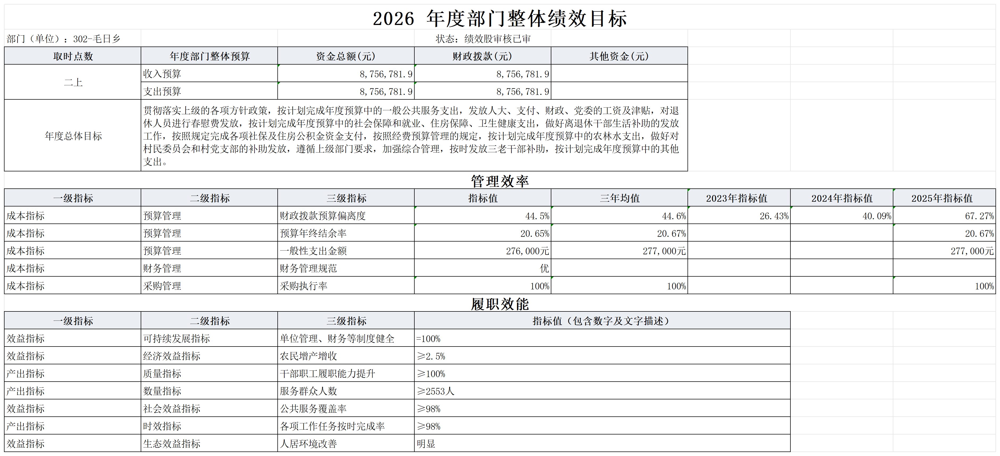 2026 年度部门整体绩效目标
部门（单位）：302-毛日乡 状态：绩效股审核已审
取时点数 年度部门整体预算 资金总额(元) 财政拨款(元) 其他资金(元)
二上
收入预算 8,756,781.9 8,756,781.9
支出预算 8,756,781.9 8,756,781.9
年度总体目标
贯彻落实上级的各项方针政策，按计划完成年度预算中的一般公共服务支出，发放人大、支付、财政、党委的工资及津贴，对退
休人员进行春慰费发放，按计划完成年度预算中的社会保障和就业、住房保障、卫生健康支出，做好离退休干部生活补助的发放
工作，按照规定完成各项社保及住房公积金资金支付，按照经费预算管理的规定，按计划完成年度预算中的农林水支出，做好对
村民委员会和村党支部的补助发放，遵循上级部门要求，加强综合管理，按时发放三老干部补助，按计划完成年度预算中的其他
支出。
管理效率
一级指标 二级指标 三级指标 指标值 三年均值 2023年指标值 2024年指标值 2025年指标值
成本指标 预算管理 财政拨款预算偏离度 44.5% 44.6% 26.43% 40.09% 67.27%
成本指标 预算管理 预算年终结余率 20.65% 20.67% 20.67%
成本指标 预算管理 一般性支出金额 276,000元 277,000元 277,000元
成本指标 财务管理 财务管理规范 优
成本指标 采购管理 采购执行率 100% 100% 100%
履职效能
一级指标 二级指标 三级指标 指标值（包含数字及文字描述）
效益指标 可持续发展指标 单位管理、财务等制度健全 =100%
效益指标 经济效益指标 农民增产增收 ≥2.5%
产出指标 质量指标 干部职工履职能力提升 ≥100%
产出指标 数量指标 服务群众人数 ≥2553人
效益指标 社会效益指标 公共服务覆盖率 ≥98%
产出指标 时效指标 各项工作任务按时完成率 ≥98%
效益指标 生态效益指标 人居环境改善 明显